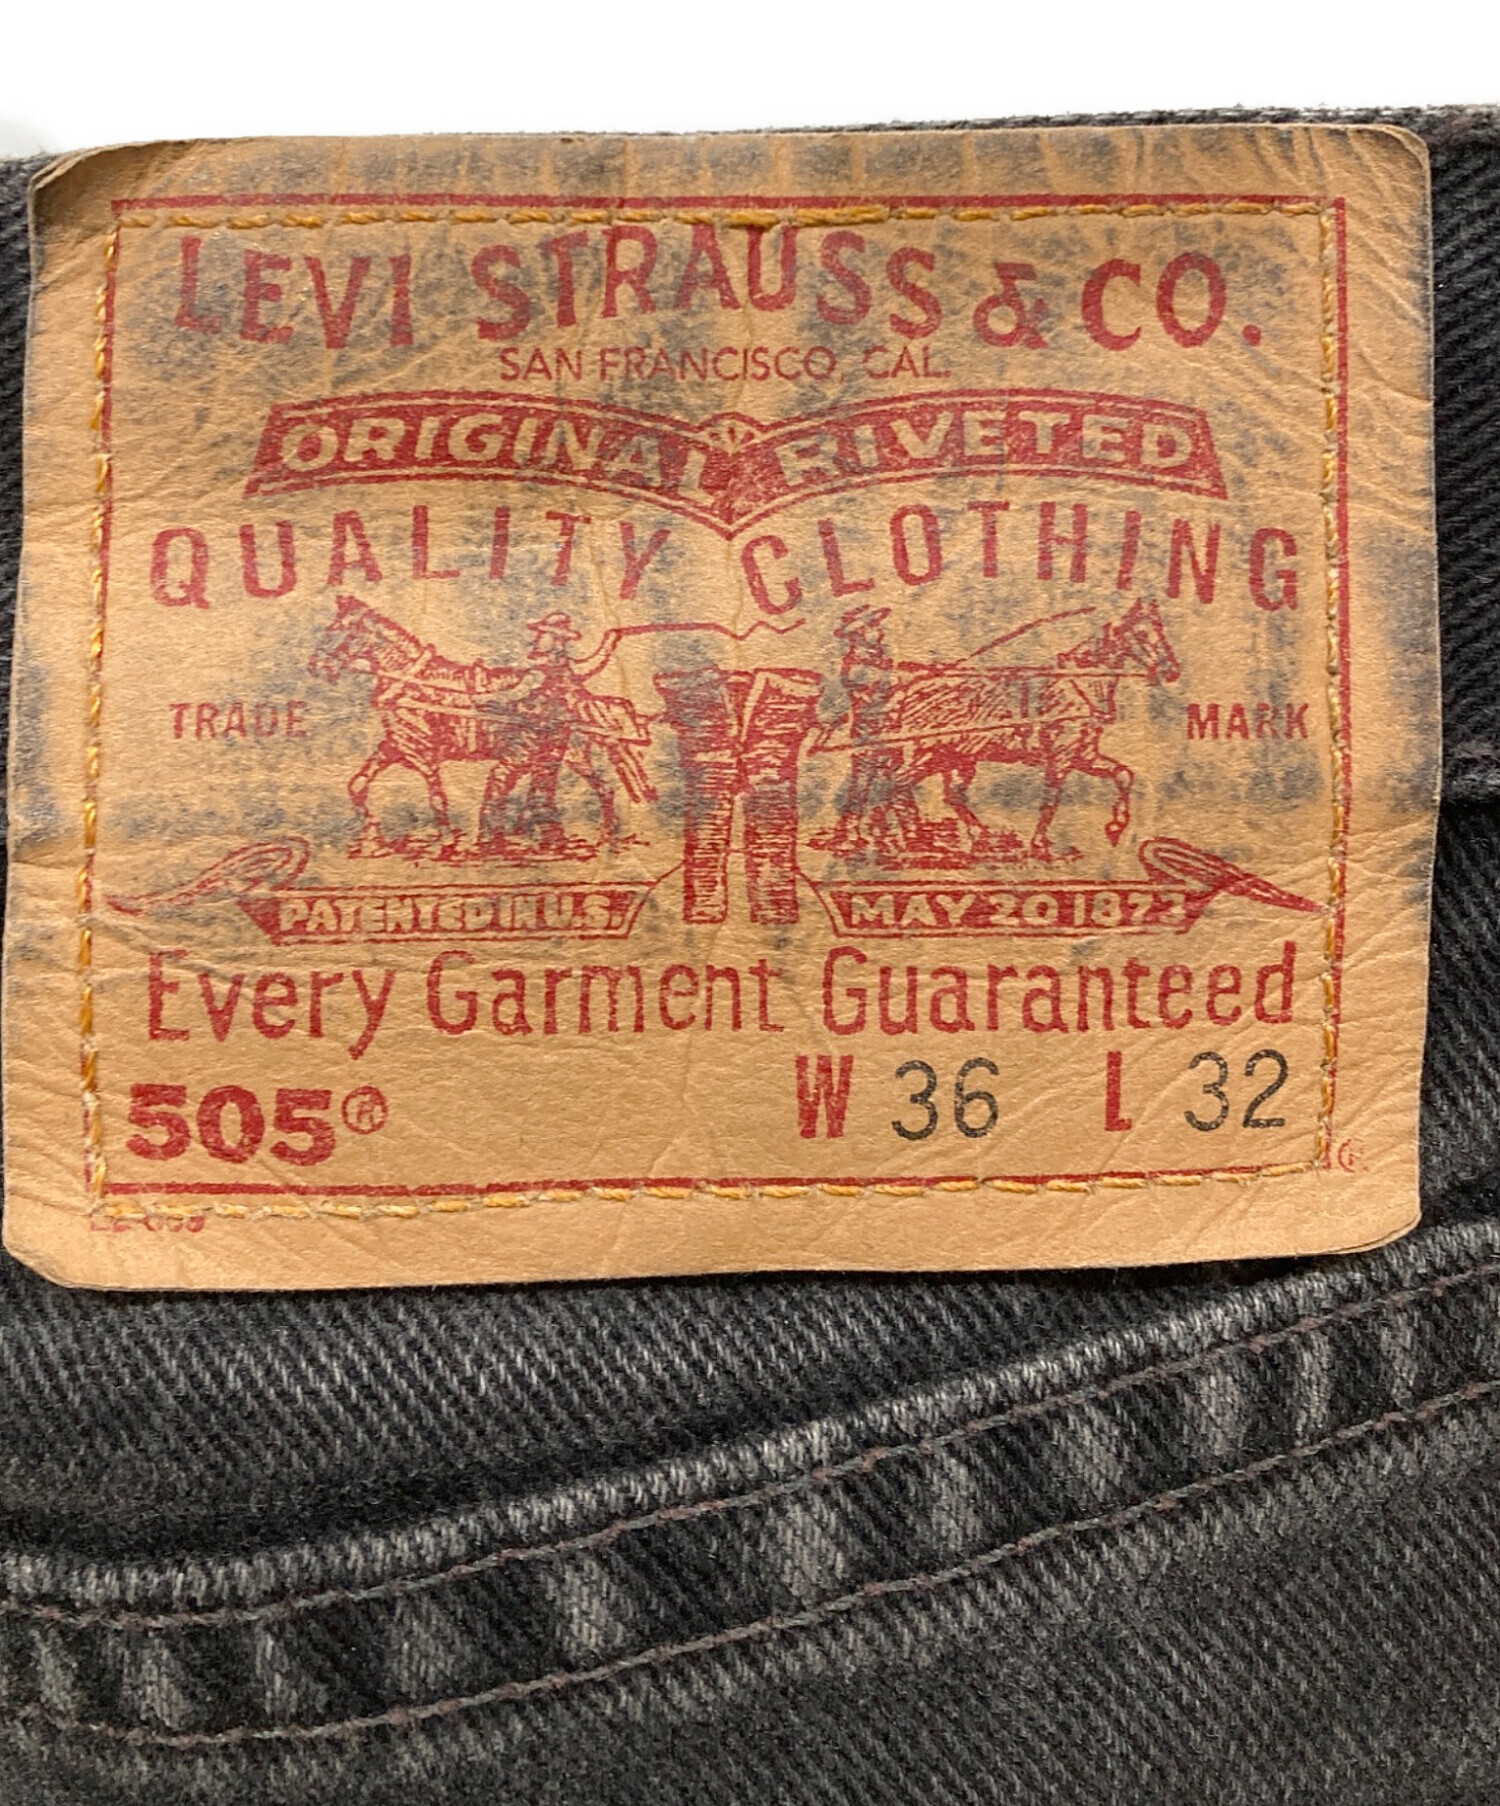 LEVI STRAUSS & CO.
SAN FRANCISCO, CAL.
ORIGINAL RIVETED
QUALITY CLOTHING
TRADE MARK
PATENTED IN U.S. MAY 20 1873
Every Garment Guaranteed
505® W 36 L 32
®